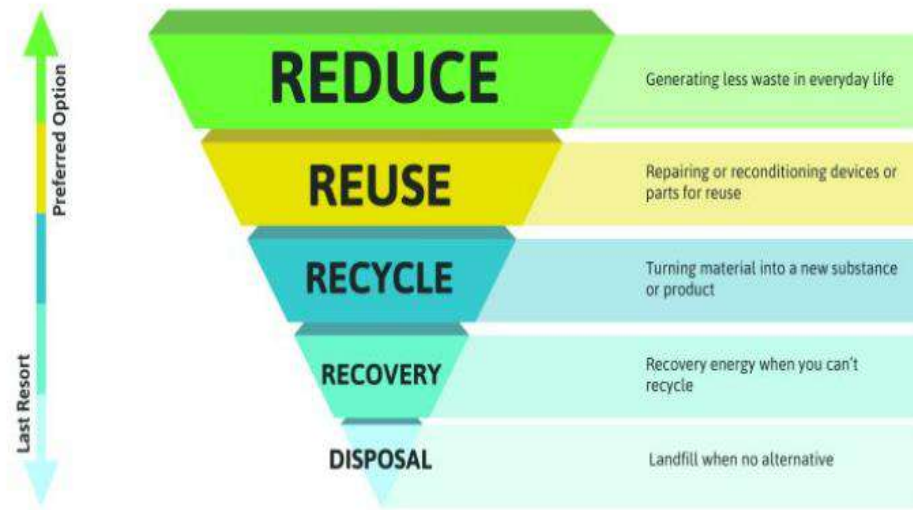 Preferred Option
Last Resort
REDUCE
Generating less waste in everyday life
REUSE
Repairing or reconditioning devices or
parts for reuse
RECYCLE
Turning material into a new substance
or product
RECOVERY
Recovery energy when you can't
recycle
DISPOSAL
Landfill when no alternative